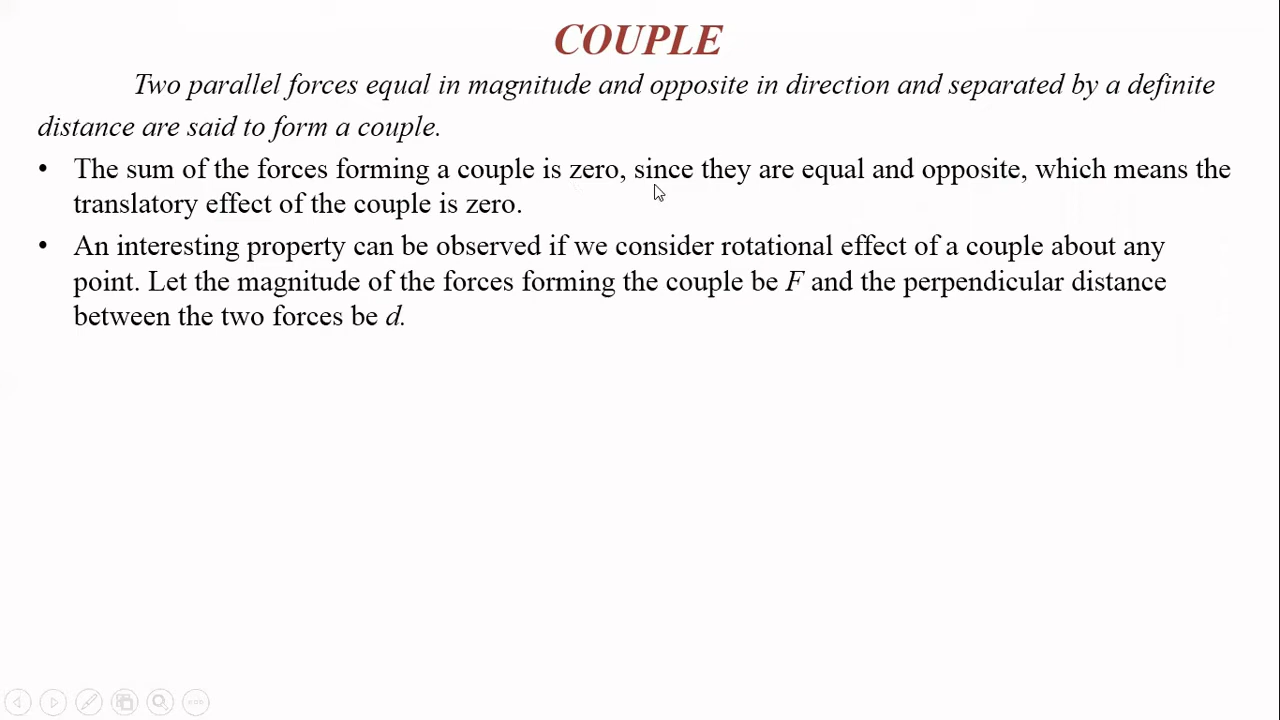 COUPLE
Two parallel forces equal in magnitude and opposite in direction and separated by a definite
distance are said to form a couple.
• The sum of the forces forming a couple is zero, since they are equal and opposite, which means the
translatory effect of the couple is zero.
• An interesting property can be observed if we consider rotational effect of a couple about any
point. Let the magnitude of the forces forming the couple be F and the perpendicular distance
between the two forces be d.